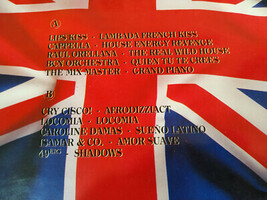 A
LIPS KISS - LAMBADA FRENCH KISS
CAPPELLA - HOUSE ENERGY REVENGE
RAUL ORELLANA - THE REAL WILD HOUSE
BCN ORCHESTRA - QUIEN TU TE CREES
THE MIX MASTER - GRAND PIANO
B
CRY CISCO! - AFRODIZZIACT
LOCOMIA - LOCOMIA
CAROLINE DAMAS - SUEÑO LATINO
ISAMAR & CO. - AMOR SUAVE
49ERS - SHADOWS